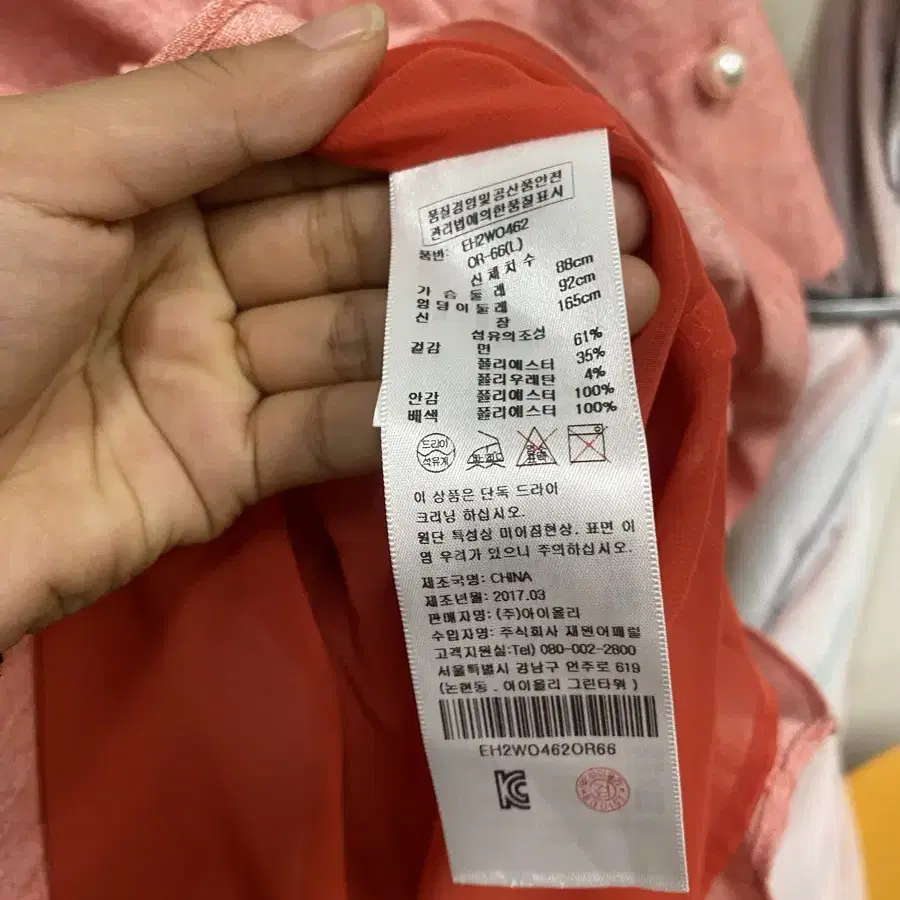 품질경영및공산품안전
관리법에의한품질표시
품번: EH2WO462
OR-66(L)
신체치수
가슴둘레 88cm
엉덩이둘레 92cm
신장 165cm
섬유의조성
겉감 면 61%
폴리에스터 35%
폴리우레탄 4%
안감 폴리에스터 100%
배색 폴리에스터 100%
드라이
석유계
이 상품은 단독 드라이
크리닝 하십시오.
원단 특성상 미어짐현상, 표면 이
염 우려가 있으니 주의하십시오.
제조국명: CHINA
제조년월: 2017.03
판매자명: (주)아이올리
수입자명: 주식회사 재원어패럴
고객지원실:Tel) 080-002-2800
서울특별시 강남구 언주로 619
(논현동 , 아이올리 그린타워 )
EH2WO462OR66